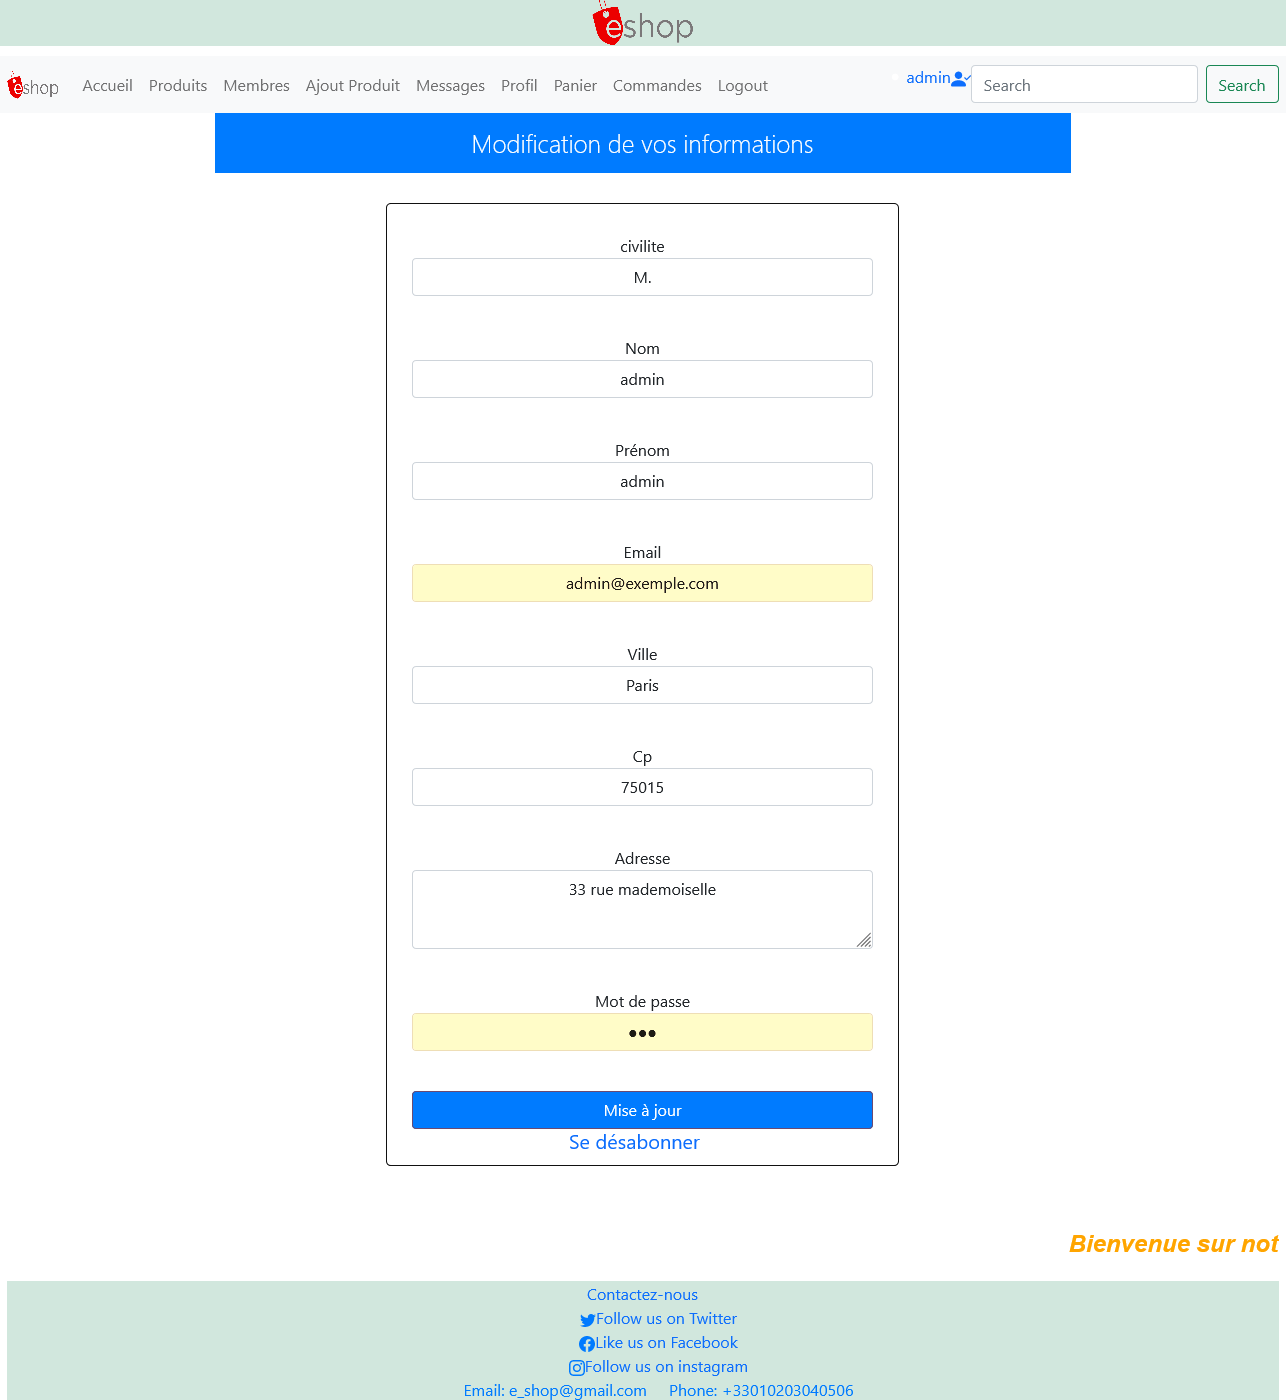 eshop
eshop Accueil Produits Membres Ajout Produit Messages Profil Panier Commandes Logout admin Search Search
Modification de vos informations
civilite
M.
Nom
admin
Prénom
admin
Email
admin@exemple.com
Ville
Paris
Cp
75015
Adresse
33 rue mademoiselle
Mot de passe
•••
Mise à jour
Se désabonner
Bienvenue sur not
Contactez-nous
Follow us on Twitter
Like us on Facebook
Follow us on instagram
Email: e_shop@gmail.com Phone: +33010203040506